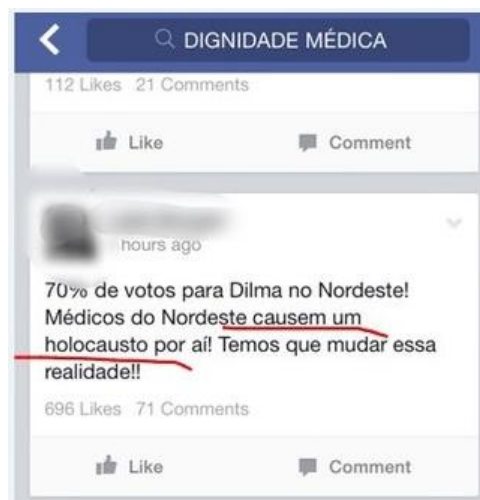 DIGNIDADE MÉDICA
112 Likes 21 Comments
Like Comment
hours ago
70% de votos para Dilma no Nordeste!
Médicos do Nordeste causem um
holocausto por aí! Temos que mudar essa
realidade!!
696 Likes 71 Comments
Like Comment